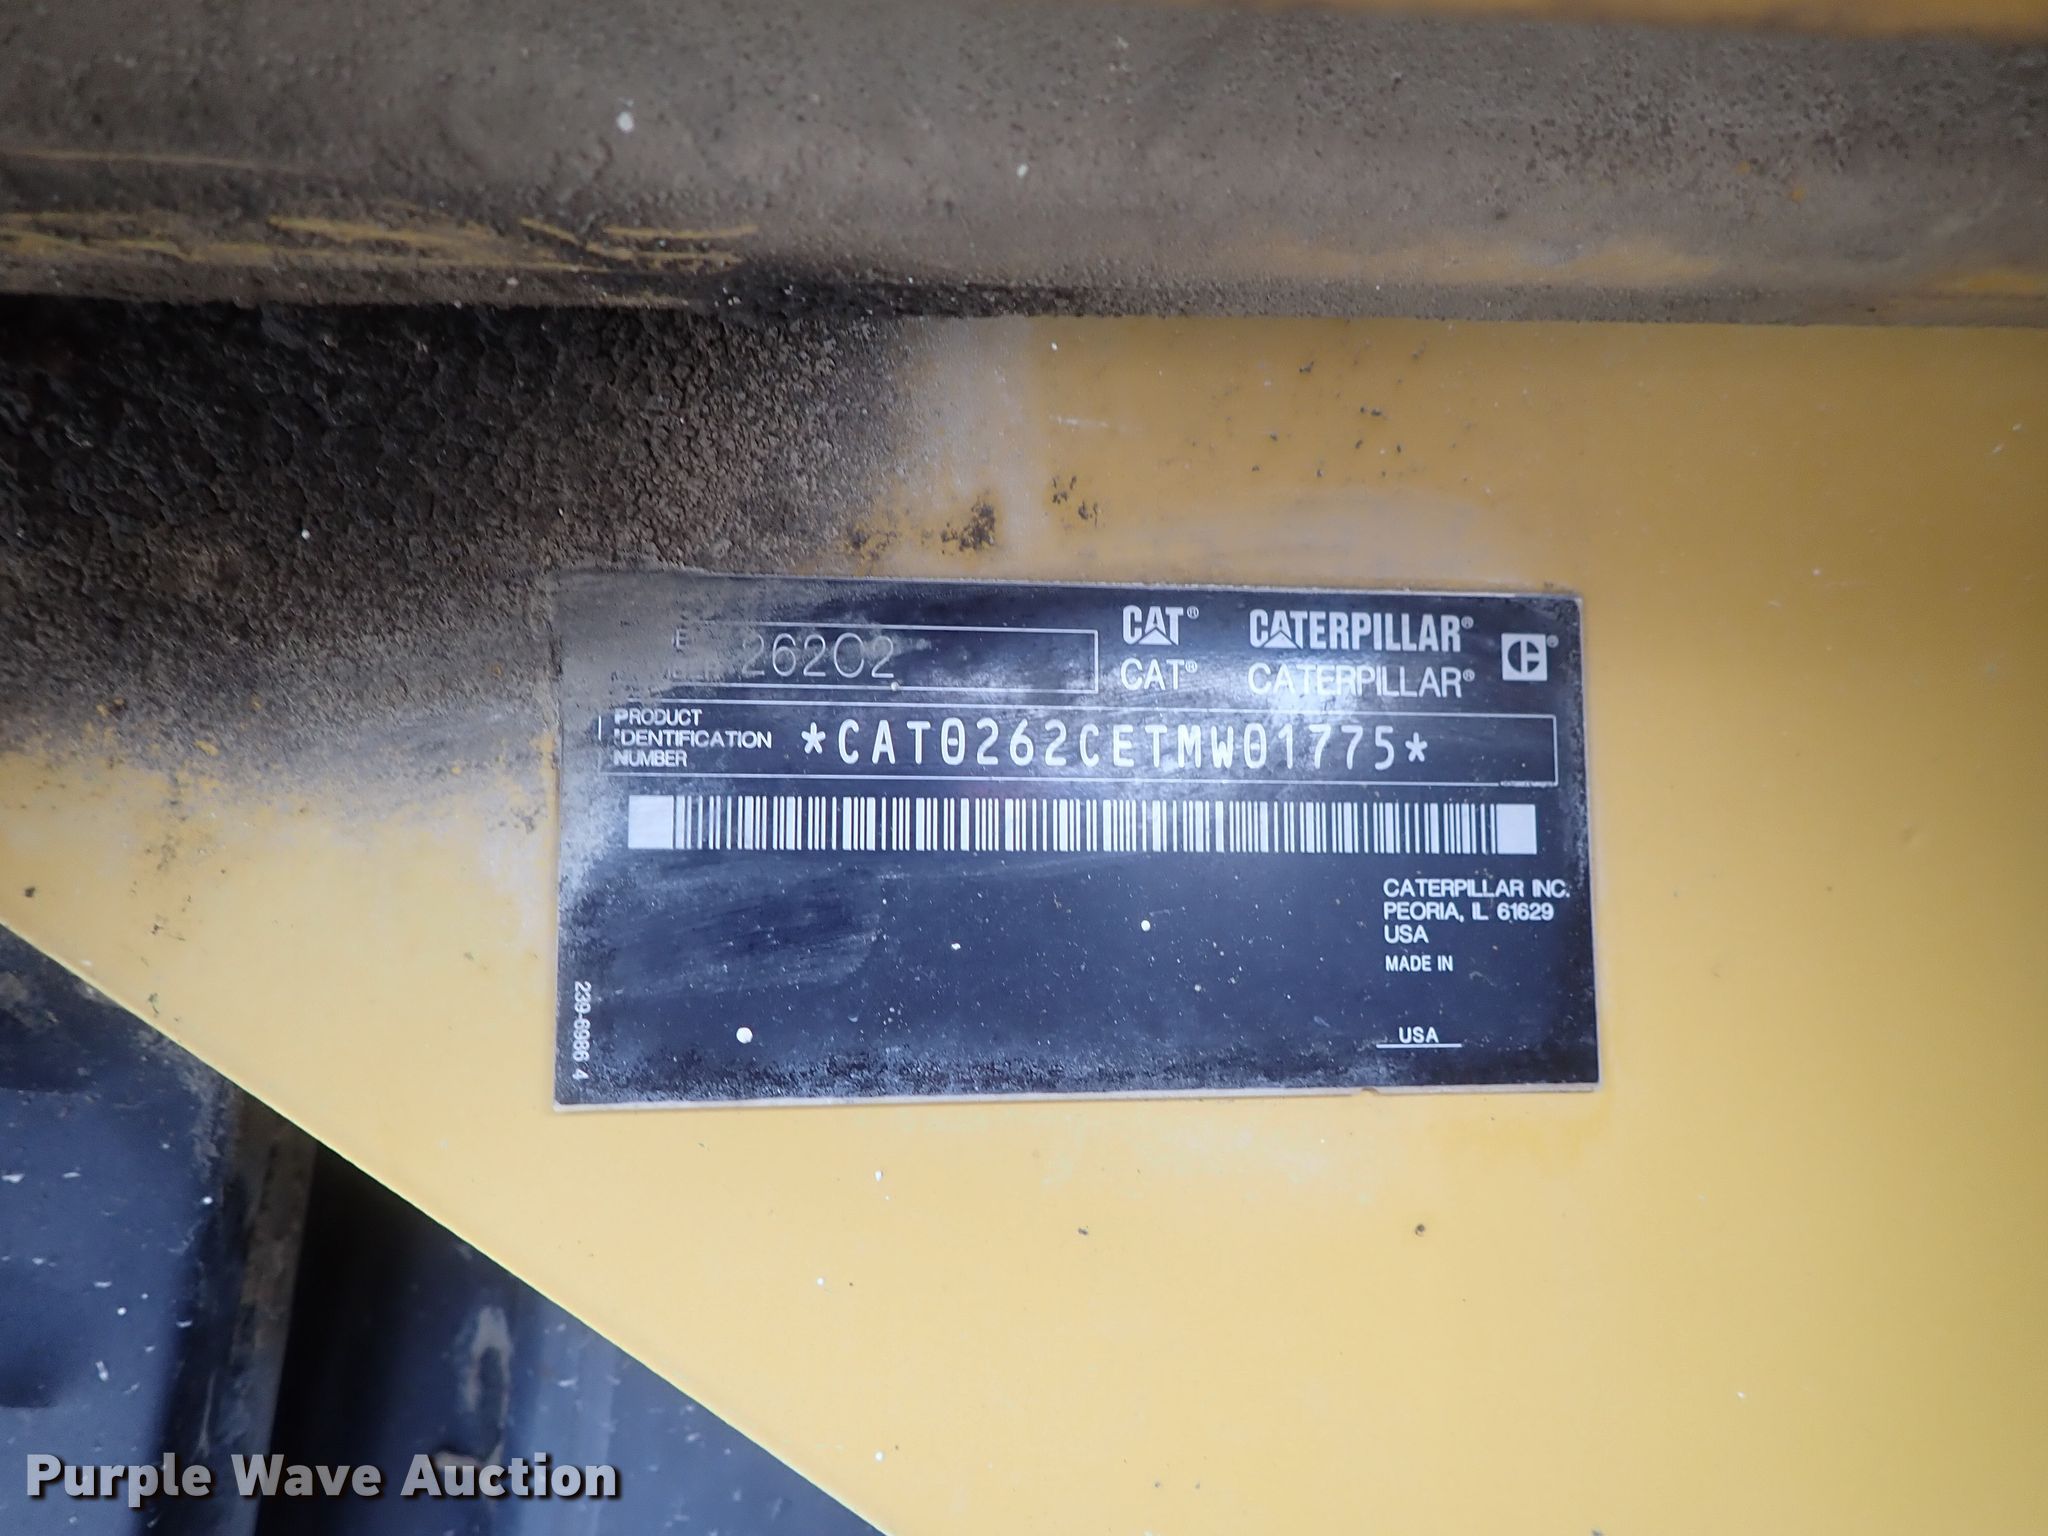 262C2
CAT® CATERPILLAR®
CAT® CATERPILLAR®
PRODUCT
IDENTIFICATION
NUMBER
*CAT0262CETMW01775*
CATERPILLAR INC.
PEORIA, IL 61629
USA
MADE IN
USA
239-6986 4
Purple Wave Auction